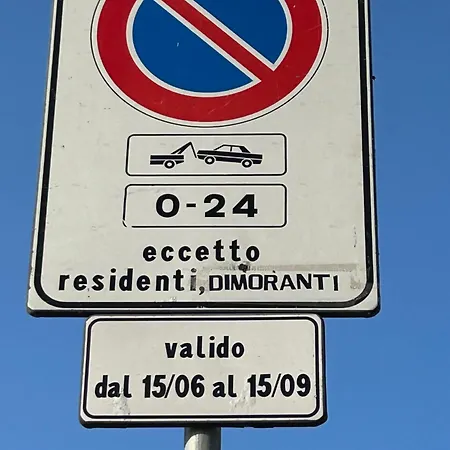 0-24
eccetto
residenti, DIMORANTI
valido
dal 15/06 al 15/09